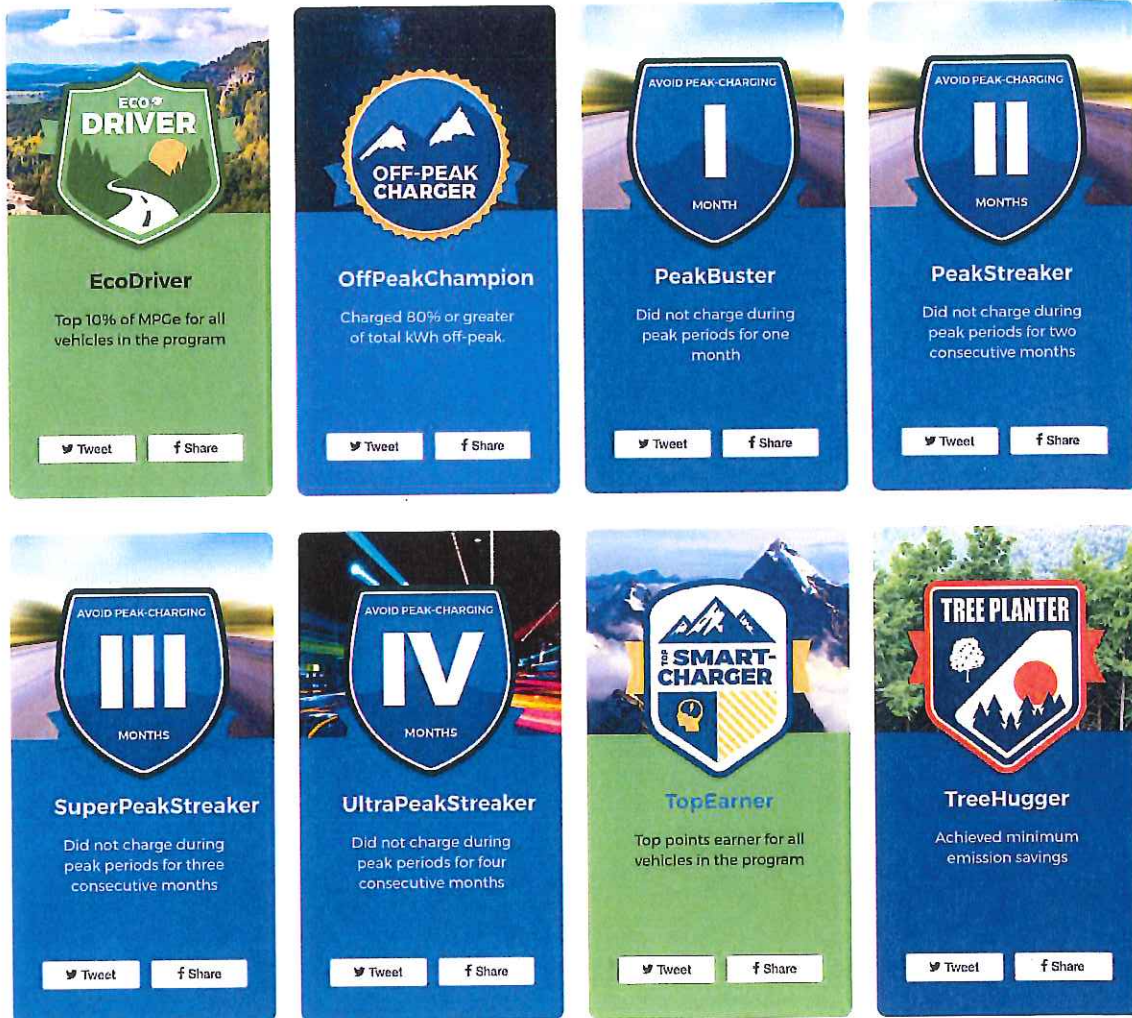 ECO
DRIVER
EcoDriver
Top 10% of MPGe for all
vehicles in the program
Tweet
Share
OFF-PEAK
CHARGER
OffPeakChampion
Charged 80% or greater
of total kWh off-peak.
Tweet
Share
AVOID PEAK-CHARGING
I
MONTH
PeakBuster
Did not charge during
peak periods for one
month
Tweet
Share
AVOID PEAK-CHARGING
II
MONTHS
PeakStreaker
Did not charge during
peak periods for two
consecutive months
Tweet
Share
AVOID PEAK-CHARGING
III
MONTHS
SuperPeakStreaker
Did not charge during
peak periods for three
consecutive months
Tweet
Share
AVOID PEAK-CHARGING
IV
MONTHS
UltraPeakStreaker
Did not charge during
peak periods for four
consecutive months
Tweet
Share
TOP
SMART-
CHARGER
TopEarner
Top points earner for all
vehicles in the program
Tweet
Share
TREE PLANTER
TreeHugger
Achieved minimum
emission savings
Tweet
Share